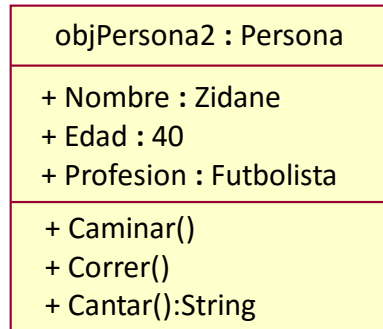 objPersona2 : Persona
+ Nombre : Zidane
+ Edad : 40
+ Profesion : Futbolista
+ Caminar()
+ Correr()
+ Cantar():String